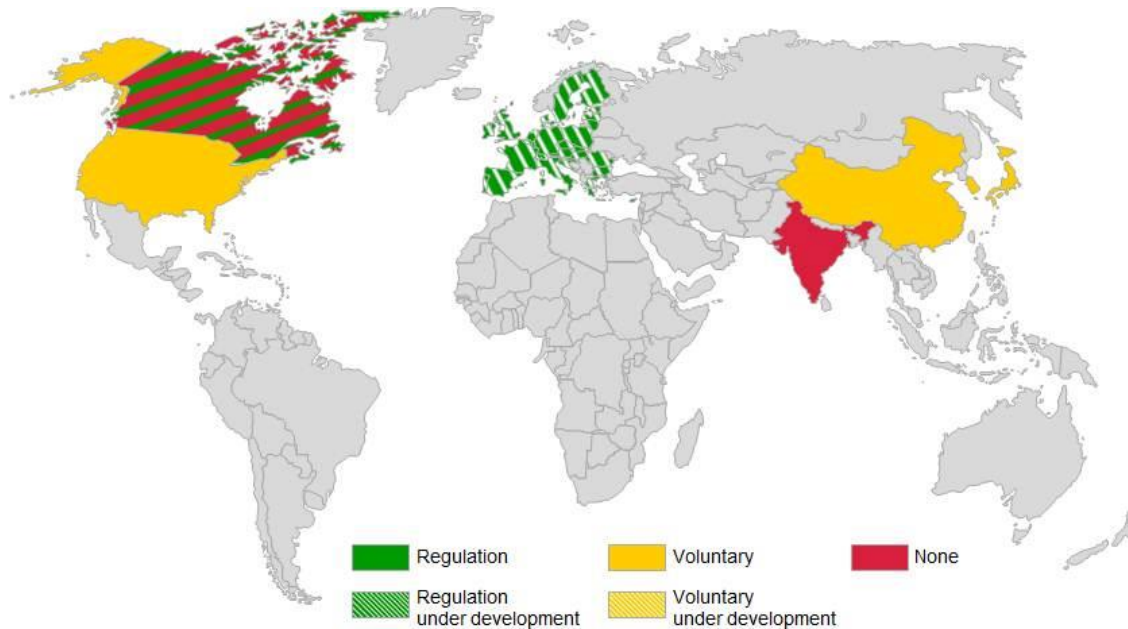 Regulation
Voluntary
None
Regulation
under development
Voluntary
under development